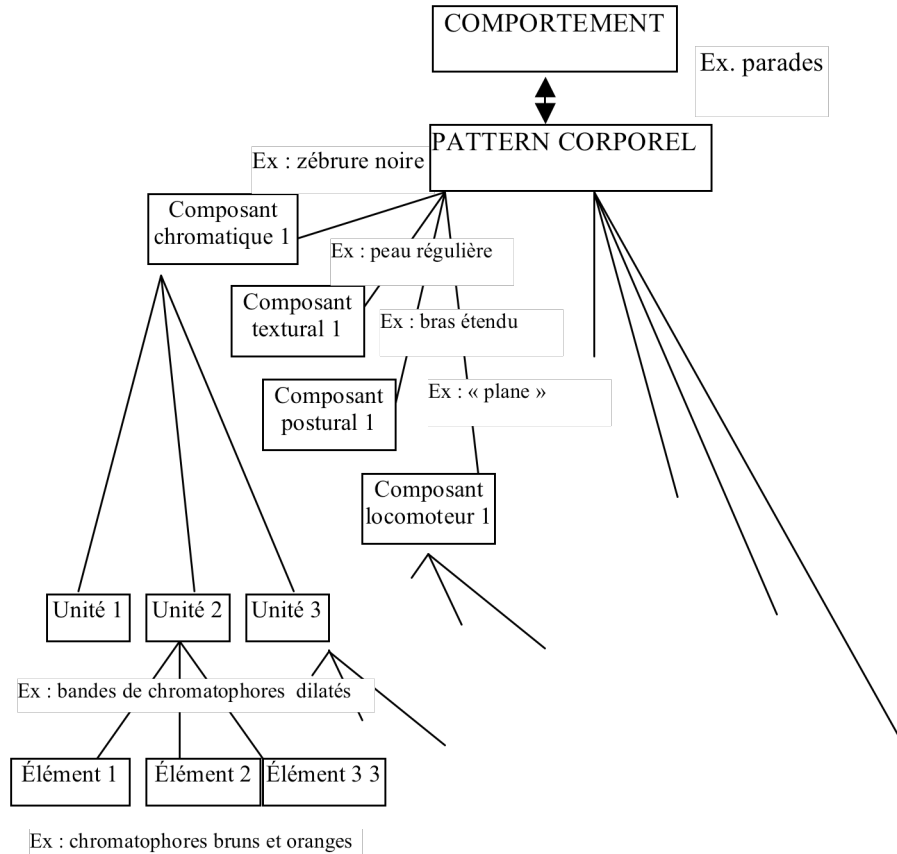 COMPORTEMENT
Ex. parades
PATTERN CORPOREL
Ex : zébrure noire
Composant
chromatique 1
Ex : peau régulière
Composant
textural 1
Ex : bras étendu
Composant
postural 1
Ex : « plane »
Composant
locomoteur 1
Unité 1
Unité 2
Unité 3
Ex : bandes de chromatophores dilatés
Élément 1
Élément 2
Élément 3 3
Ex : chromatophores bruns et oranges